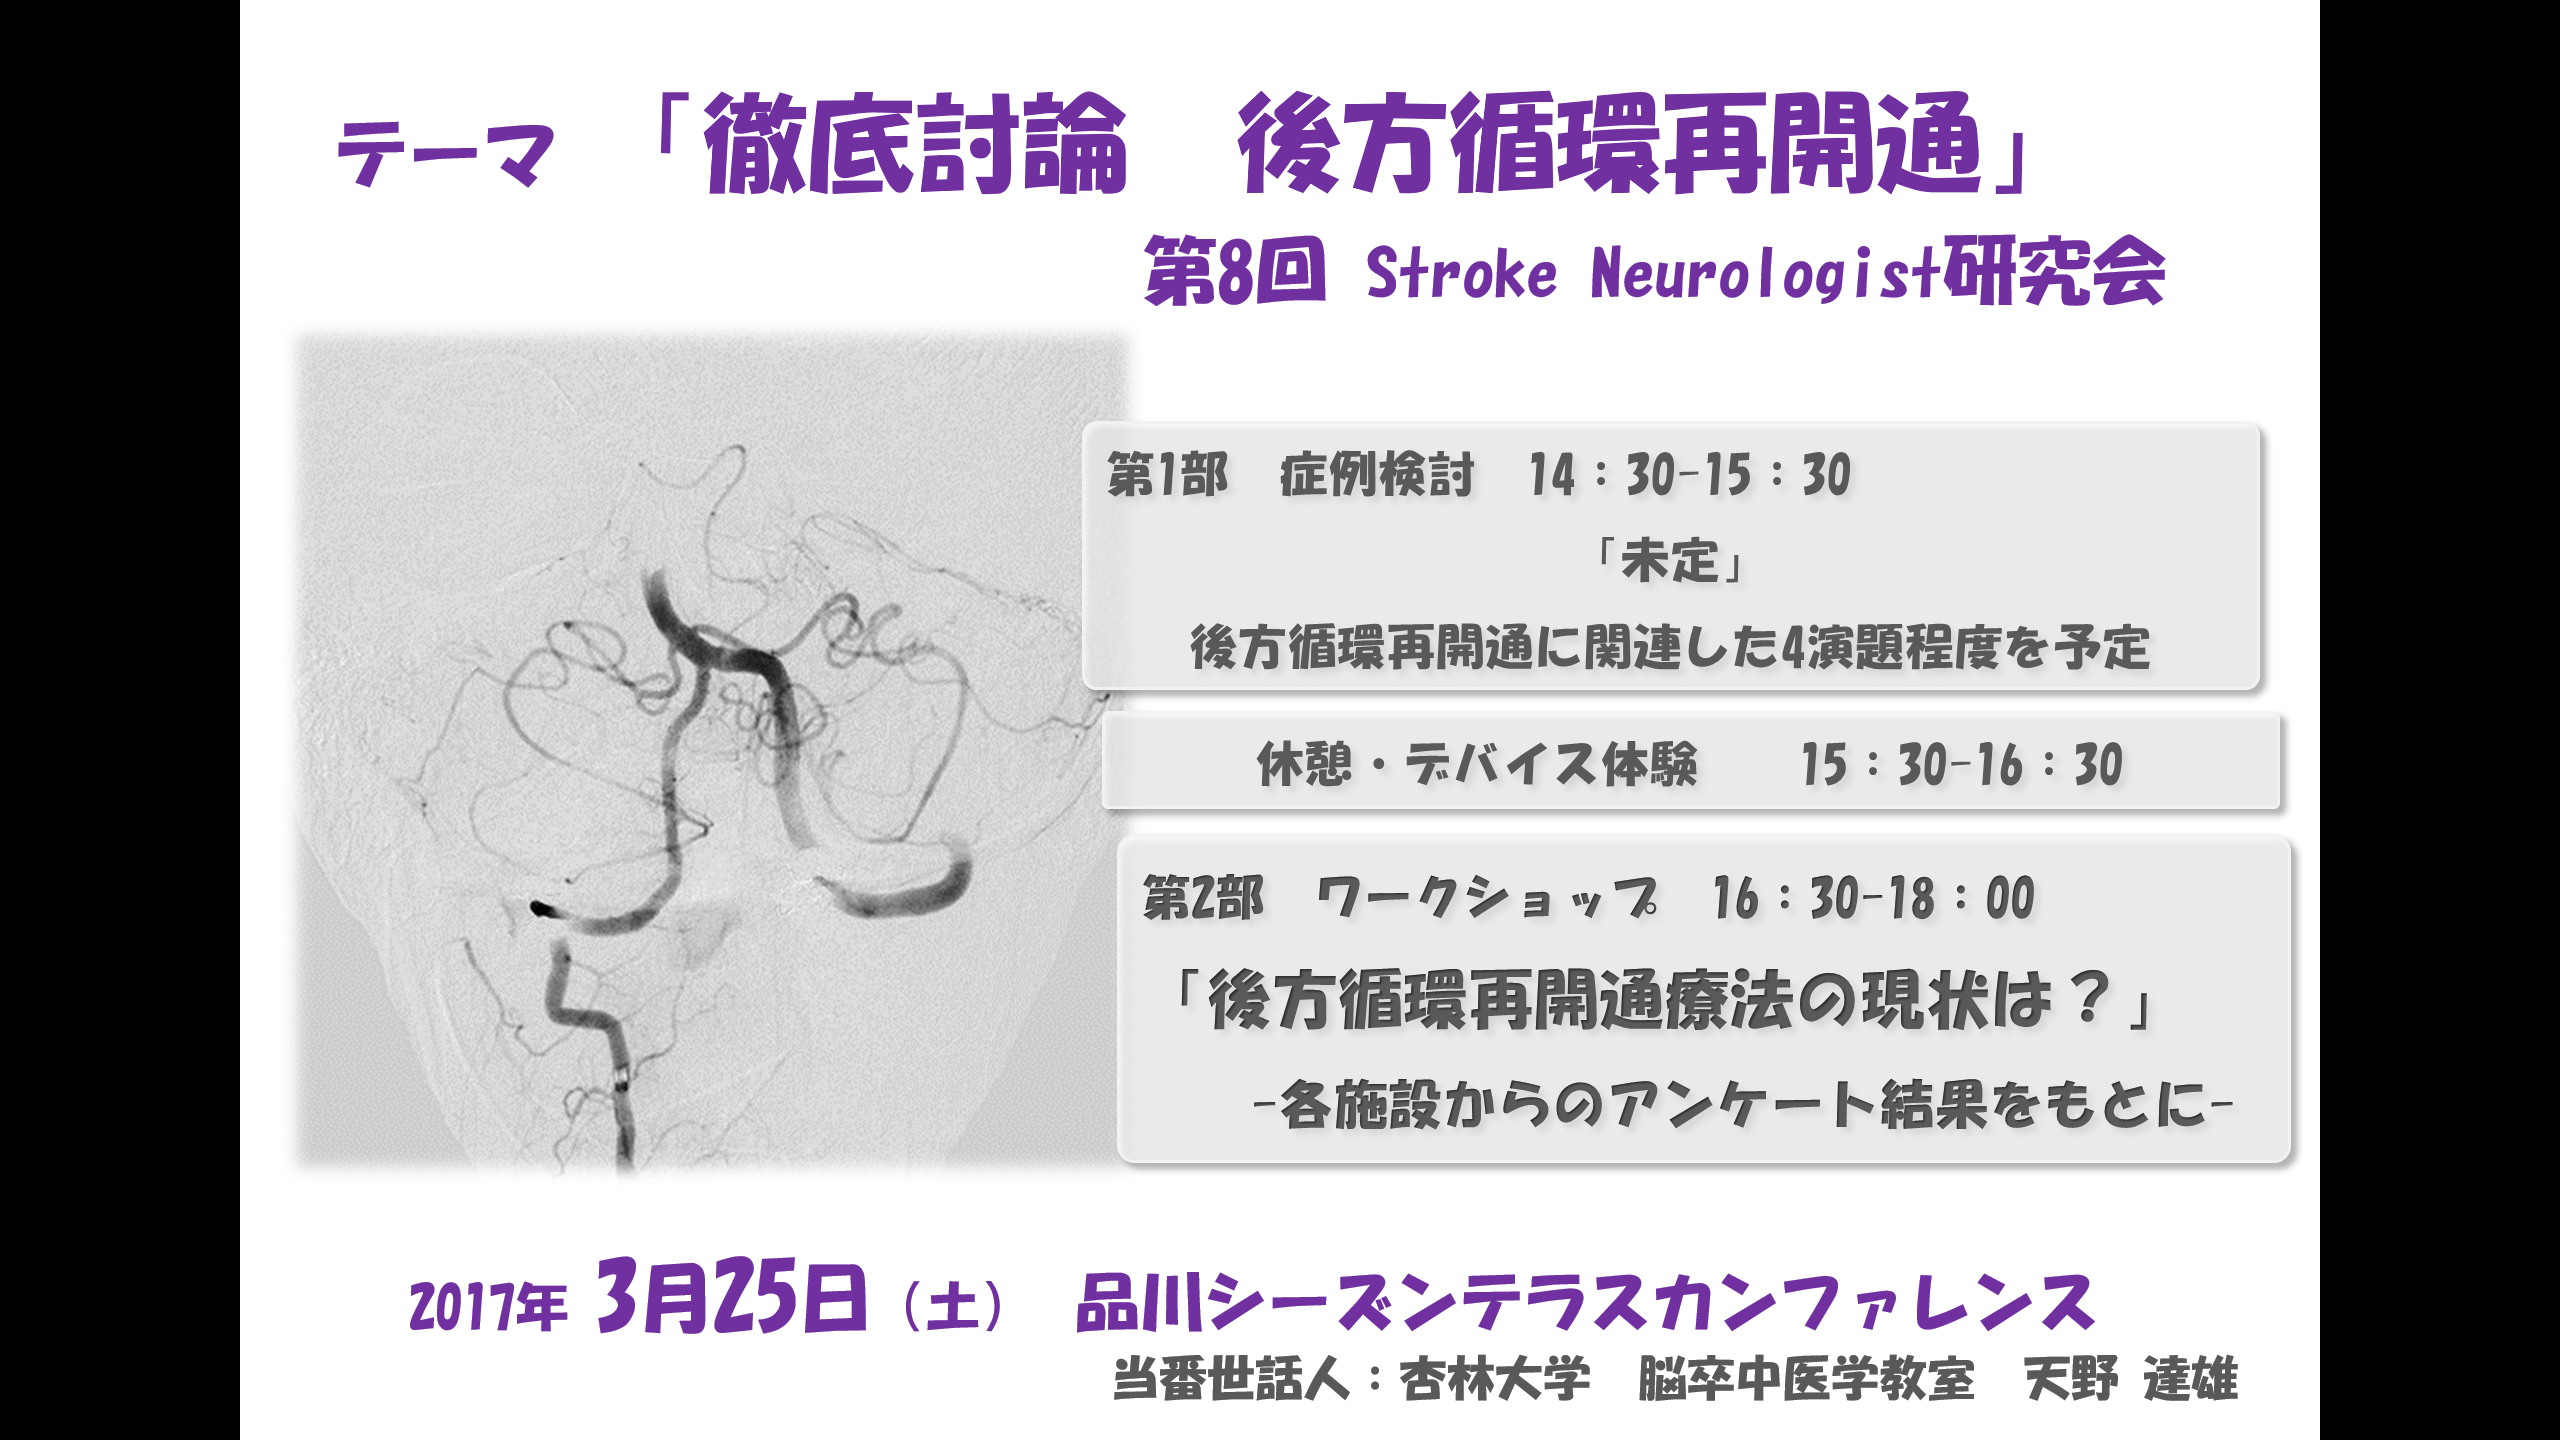 テーマ 「徹底討論　後方循環再開通」
第8回 Stroke Neurologist研究会
第1部　症例検討　14：30-15：30
「未定」
後方循環再開通に関連した4演題程度を予定
休憩・デバイス体験　　15：30-16：30
第2部　ワークショップ　16：30-18：00
「後方循環再開通療法の現状は？」
-各施設からのアンケート結果をもとに-
2017年 3月25日（土）　品川シーズンテラスカンファレンス
当番世話人：杏林大学　脳卒中医学教室　天野 達雄